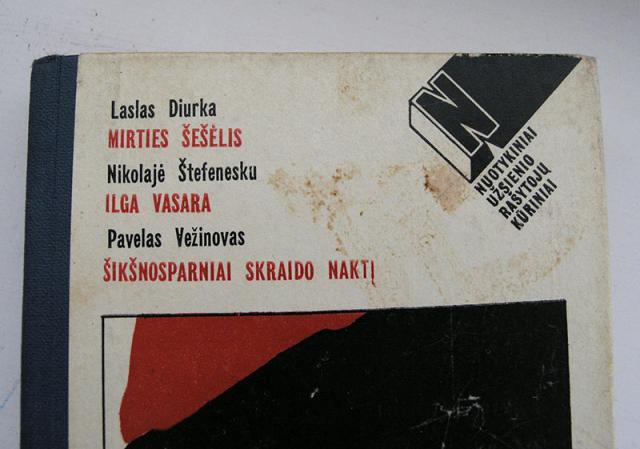 Laslas Diurka
MIRTIES ŠEŠĖLIS
Nikolajė Štefenesku
ILGA VASARA
Pavelas Vežinovas
ŠIKŠNOSPARNIAI SKRAIDO NAKTĮ
N
NUOTYKINIAI
UŽSIENIO
RAŠYTOJŲ
KŪRINIAI